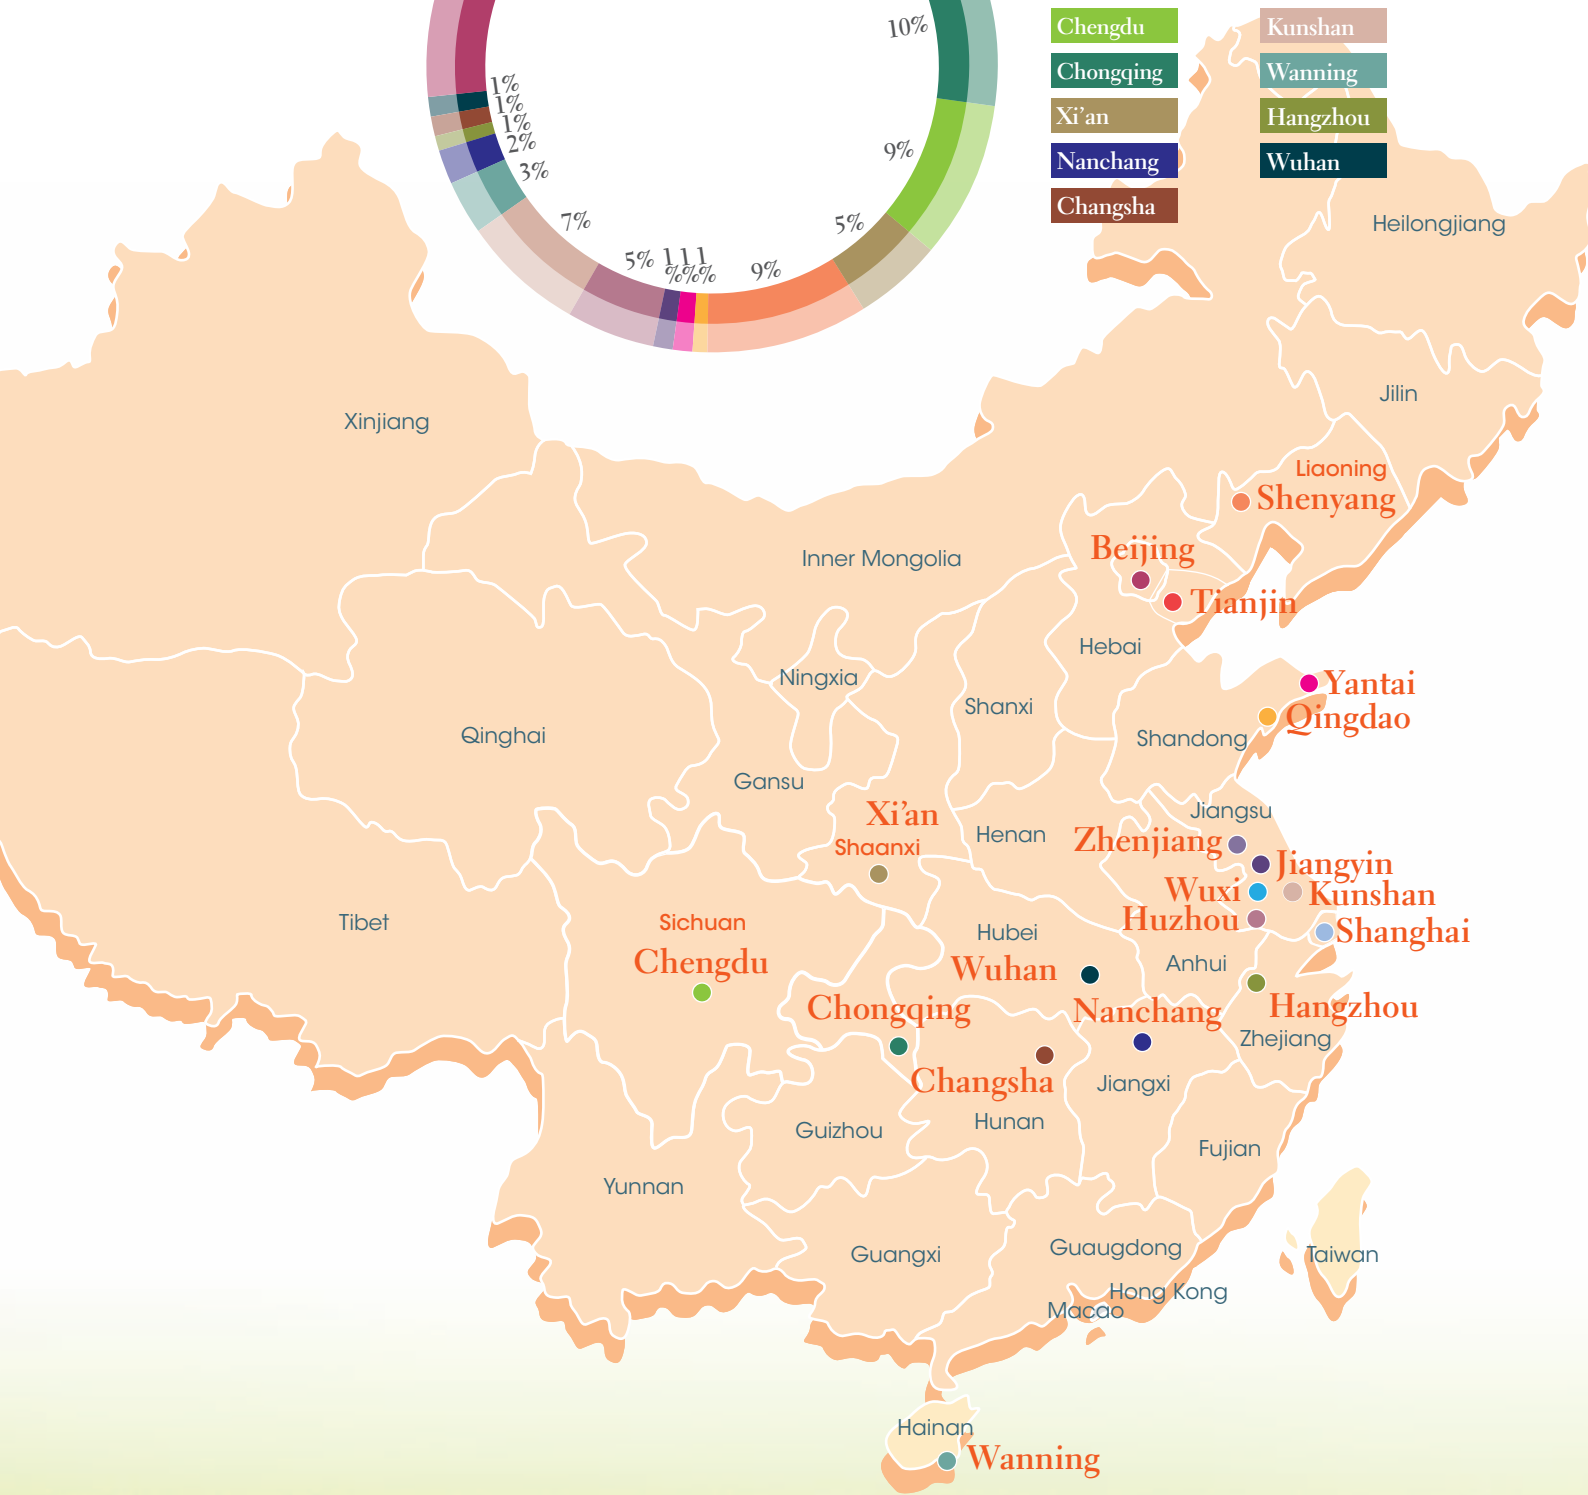 10%
9%
5%
9%
1 1 1
%%%
5%
7%
3%
2%
1%
1%
1%
Chengdu
Kunshan
Chongqing
Wanning
Xi’an
Hangzhou
Nanchang
Wuhan
Changsha
Heilongjiang
Jilin
Xinjiang
Liaoning
Shenyang
Beijing
Inner Mongolia
Tianjin
Hebai
Ningxia
Yantai
Shanxi
Qingdao
Qinghai
Shandong
Gansu
Jiangsu
Xi’an
Henan
Zhenjiang
Shaanxi
Jiangyin
Wuxi
Kunshan
Tibet
Sichuan
Hubei
Huzhou
Shanghai
Chengdu
Wuhan
Anhui
Chongqing
Nanchang
Hangzhou
Zhejiang
Changsha
Jiangxi
Guizhou
Hunan
Fujian
Yunnan
Guangxi
Guaugdong
Taiwan
Hong Kong
Macao
Hainan
Wanning